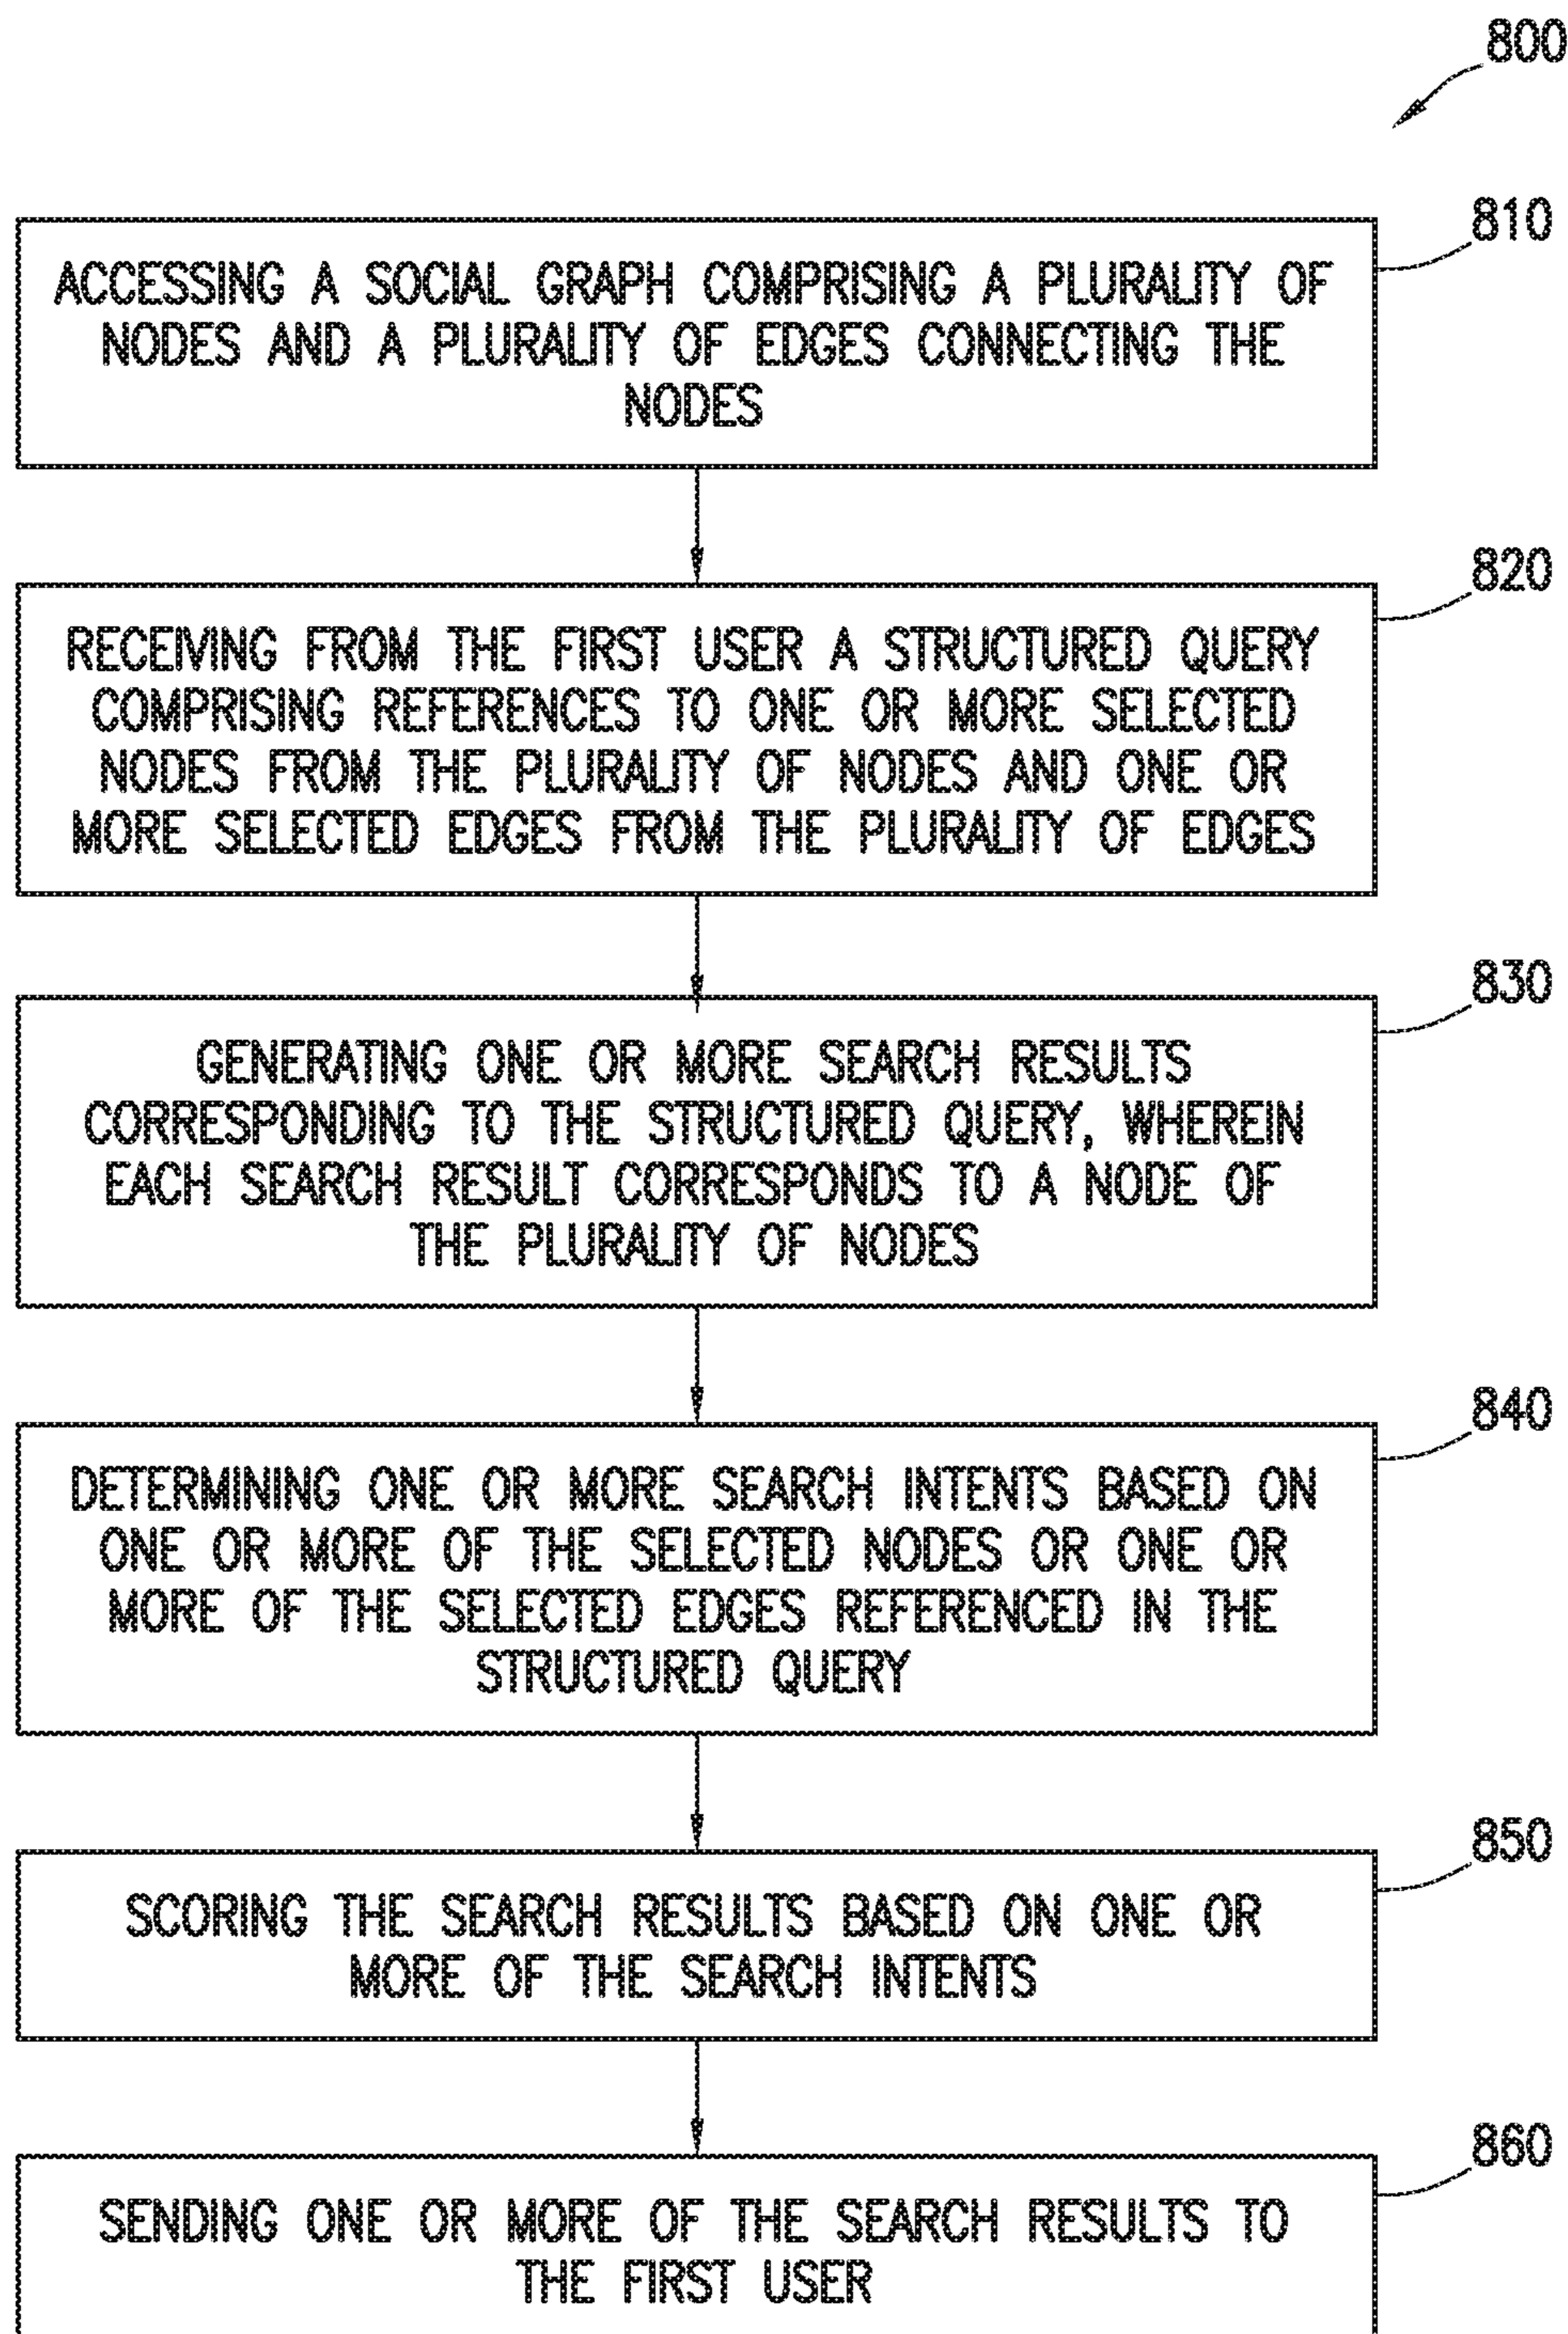 800
810
ACCESSING A SOCIAL GRAPH COMPRISING A PLURALITY OF
NODES AND A PLURALITY OF EDGES CONNECTING THE
NODES
820
RECEIVING FROM THE FIRST USER A STRUCTURED QUERY
COMPRISING REFERENCES TO ONE OR MORE SELECTED
NODES FROM THE PLURALITY OF NODES AND ONE OR
MORE SELECTED EDGES FROM THE PLURALITY OF EDGES
830
GENERATING ONE OR MORE SEARCH RESULTS
CORRESPONDING TO THE STRUCTURED QUERY, WHEREIN
EACH SEARCH RESULT CORRESPONDS TO A NODE OF
THE PLURALITY OF NODES
840
DETERMINING ONE OR MORE SEARCH INTENTS BASED ON
ONE OR MORE OF THE SELECTED NODES OR ONE OR
MORE OF THE SELECTED EDGES REFERENCED IN THE
STRUCTURED QUERY
850
SCORING THE SEARCH RESULTS BASED ON ONE OR
MORE OF THE SEARCH INTENTS
860
SENDING ONE OR MORE OF THE SEARCH RESULTS TO
THE FIRST USER